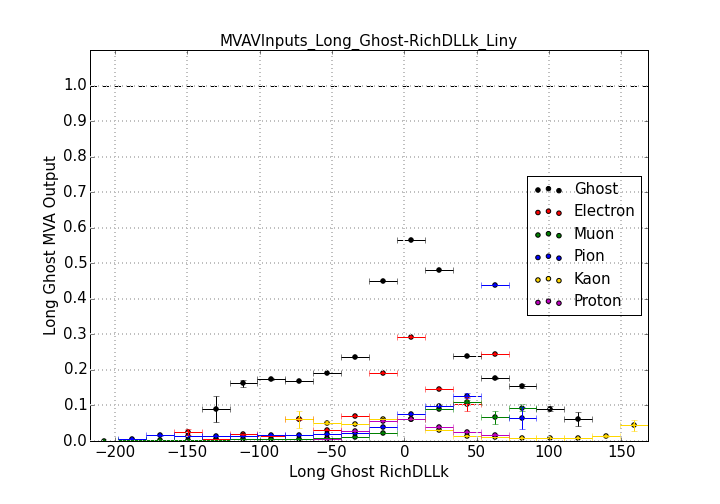 MVAVInputs_Long_Ghost-RichDLLk_Liny
1.0
0.9
0.8
0.7
0.6
0.5
0.4
0.3
0.2
0.1
0.0
Long Ghost MVA Output
Ghost
Electron
Muon
Pion
Kaon
Proton
−200 −150 −100 −50 0 50 100 150
Long Ghost RichDLLk